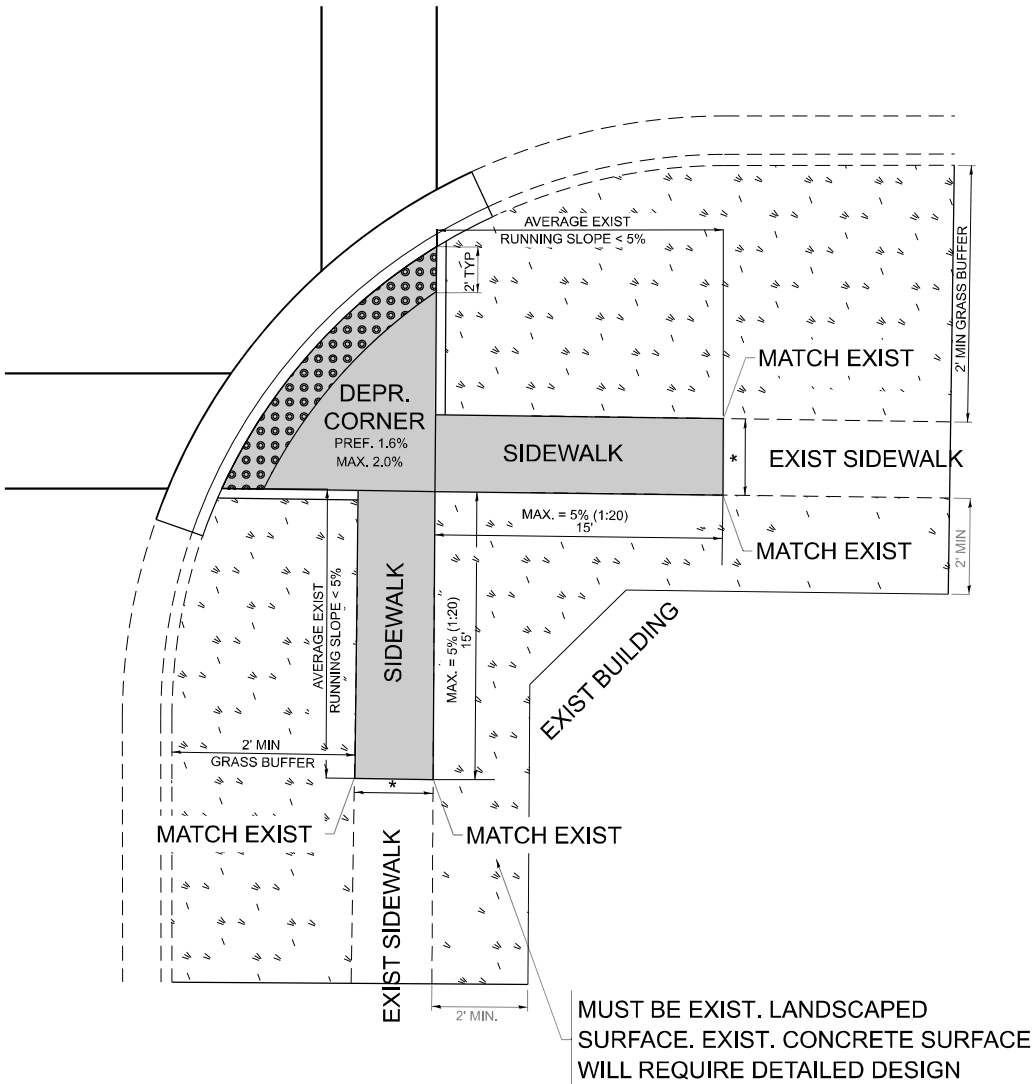 AVERAGE EXIST
RUNNING SLOPE < 5%
2' TYP
2' MIN GRASS BUFFER
MATCH EXIST
DEPR.
CORNER
PREF. 1.6%
MAX. 2.0%
SIDEWALK
*
EXIST SIDEWALK
MAX. = 5% (1:20)
15'
MATCH EXIST
2' MIN
AVERAGE EXIST
RUNNING SLOPE < 5%
SIDEWALK
MAX. = 5% (1:20)
15'
EXIST BUILDING
2' MIN
GRASS BUFFER
*
MATCH EXIST
MATCH EXIST
EXIST SIDEWALK
2' MIN.
MUST BE EXIST. LANDSCAPED
SURFACE. EXIST. CONCRETE SURFACE
WILL REQUIRE DETAILED DESIGN